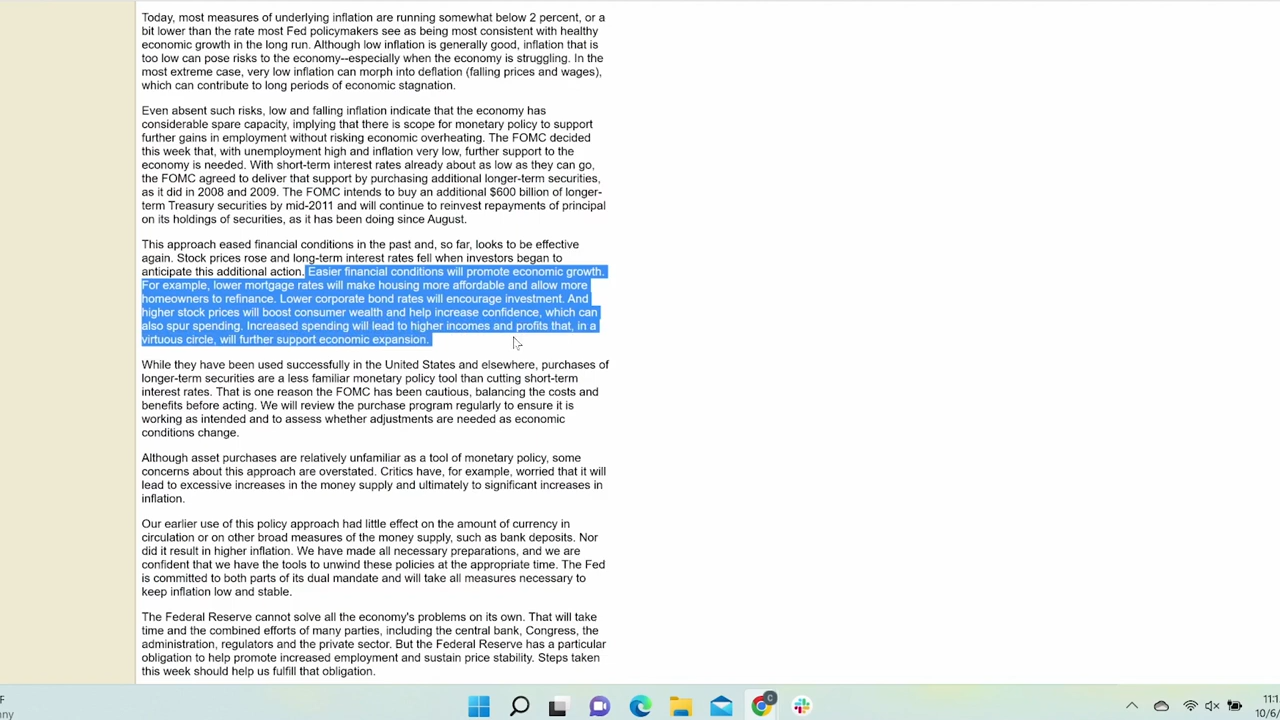 Today, most measures of underlying inflation are running somewhat below 2 percent, or a
bit lower than the rate most Fed policymakers see as being most consistent with healthy
economic growth in the long run. Although low inflation is generally good, inflation that is
too low can pose risks to the economy--especially when the economy is struggling. In the
most extreme case, very low inflation can morph into deflation (falling prices and wages),
which can contribute to long periods of economic stagnation.
Even absent such risks, low and falling inflation indicate that the economy has
considerable spare capacity, implying that there is scope for monetary policy to support
further gains in employment without risking economic overheating. The FOMC decided
this week that, with unemployment high and inflation very low, further support to the
economy is needed. With short-term interest rates already about as low as they can go,
the FOMC agreed to deliver that support by purchasing additional longer-term securities,
as it did in 2008 and 2009. The FOMC intends to buy an additional $600 billion of longer-
term Treasury securities by mid-2011 and will continue to reinvest repayments of principal
on its holdings of securities, as it has been doing since August.
This approach eased financial conditions in the past and, so far, looks to be effective
again. Stock prices rose and long-term interest rates fell when investors began to
anticipate this additional action. Easier financial conditions will promote economic growth.
For example, lower mortgage rates will make housing more affordable and allow more
homeowners to refinance. Lower corporate bond rates will encourage investment. And
higher stock prices will boost consumer wealth and help increase confidence, which can
also spur spending. Increased spending will lead to higher incomes and profits that, in a
virtuous circle, will further support economic expansion.
While they have been used successfully in the United States and elsewhere, purchases of
longer-term securities are a less familiar monetary policy tool than cutting short-term
interest rates. That is one reason the FOMC has been cautious, balancing the costs and
benefits before acting. We will review the purchase program regularly to ensure it is
working as intended and to assess whether adjustments are needed as economic
conditions change.
Although asset purchases are relatively unfamiliar as a tool of monetary policy, some
concerns about this approach are overstated. Critics have, for example, worried that it will
lead to excessive increases in the money supply and ultimately to significant increases in
inflation.
Our earlier use of this policy approach had little effect on the amount of currency in
circulation or on other broad measures of the money supply, such as bank deposits. Nor
did it result in higher inflation. We have made all necessary preparations, and we are
confident that we have the tools to unwind these policies at the appropriate time. The Fed
is committed to both parts of its dual mandate and will take all measures necessary to
keep inflation low and stable.
The Federal Reserve cannot solve all the economy's problems on its own. That will take
time and the combined efforts of many parties, including the central bank, Congress, the
administration, regulators and the private sector. But the Federal Reserve has a particular
obligation to help promote increased employment and sustain price stability. Steps taken
this week should help us fulfill that obligation.
C
11:1
10/6/